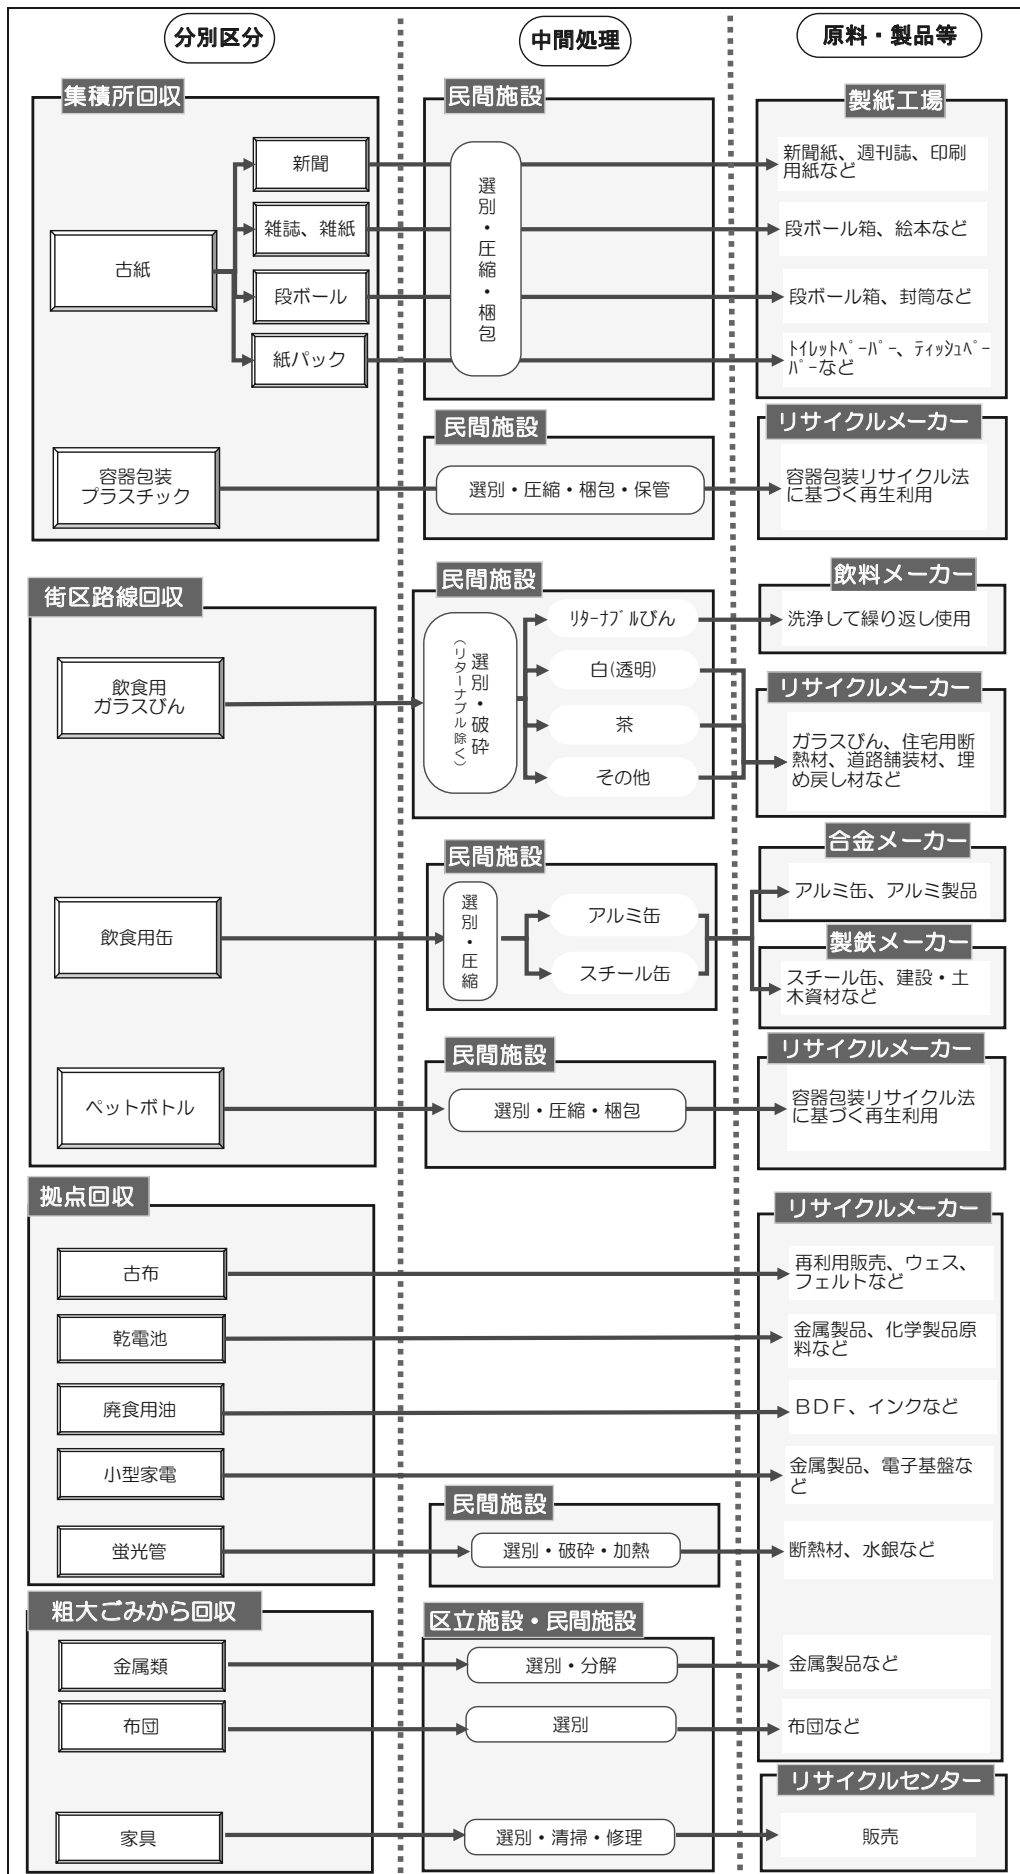 分別区分
中間処理
原料・製品等
集積所回収
民間施設
製紙工場
古紙
新聞
雑誌、雑紙
段ボール
紙パック
選別・圧縮・梱包
新聞紙、週刊誌、印刷
用紙など
段ボール箱、絵本など
段ボール箱、封筒など
ﾄｲﾚｯﾄﾍﾟｰﾊﾟｰ、ﾃｨｯｼｭﾍﾟｰ
ﾊﾟｰなど
民間施設
リサイクルメーカー
容器包装
プラスチック
選別・圧縮・梱包・保管
容器包装リサイクル法
に基づく再生利用
街区路線回収
民間施設
飲料メーカー
飲食用
ガラスびん
選別・破砕
(リターナブル除く)
ﾘﾀｰﾅﾌﾞﾙびん
白(透明)
茶
その他
洗浄して繰り返し使用
リサイクルメーカー
ガラスびん、住宅用断
熱材、道路舗装材、埋
め戻し材など
民間施設
合金メーカー
飲食用缶
選別・圧縮
アルミ缶
スチール缶
アルミ缶、アルミ製品
製鉄メーカー
スチール缶、建設・土
木資材など
民間施設
リサイクルメーカー
ペットボトル
選別・圧縮・梱包
容器包装リサイクル法
に基づく再生利用
拠点回収
リサイクルメーカー
古布
再利用販売、ウェス、
フェルトなど
乾電池
金属製品、化学製品原
料など
廃食用油
ＢＤＦ、インクなど
小型家電
金属製品、電子基盤な
ど
民間施設
蛍光管
選別・破砕・加熱
断熱材、水銀など
粗大ごみから回収
区立施設・民間施設
金属類
選別・分解
金属製品など
布団
選別
布団など
リサイクルセンター
家具
選別・清掃・修理
販売